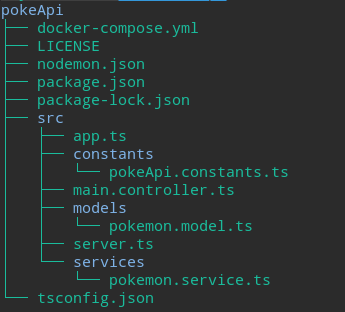 pokeApi
├── docker-compose.yml
├── LICENSE
├── nodemon.json
├── package.json
├── package-lock.json
├── src
│   ├── app.ts
│   ├── constants
│   │   └── pokeApi.constants.ts
│   ├── main.controller.ts
│   ├── models
│   │   └── pokemon.model.ts
│   ├── server.ts
│   └── services
│       └── pokemon.service.ts
└── tsconfig.json